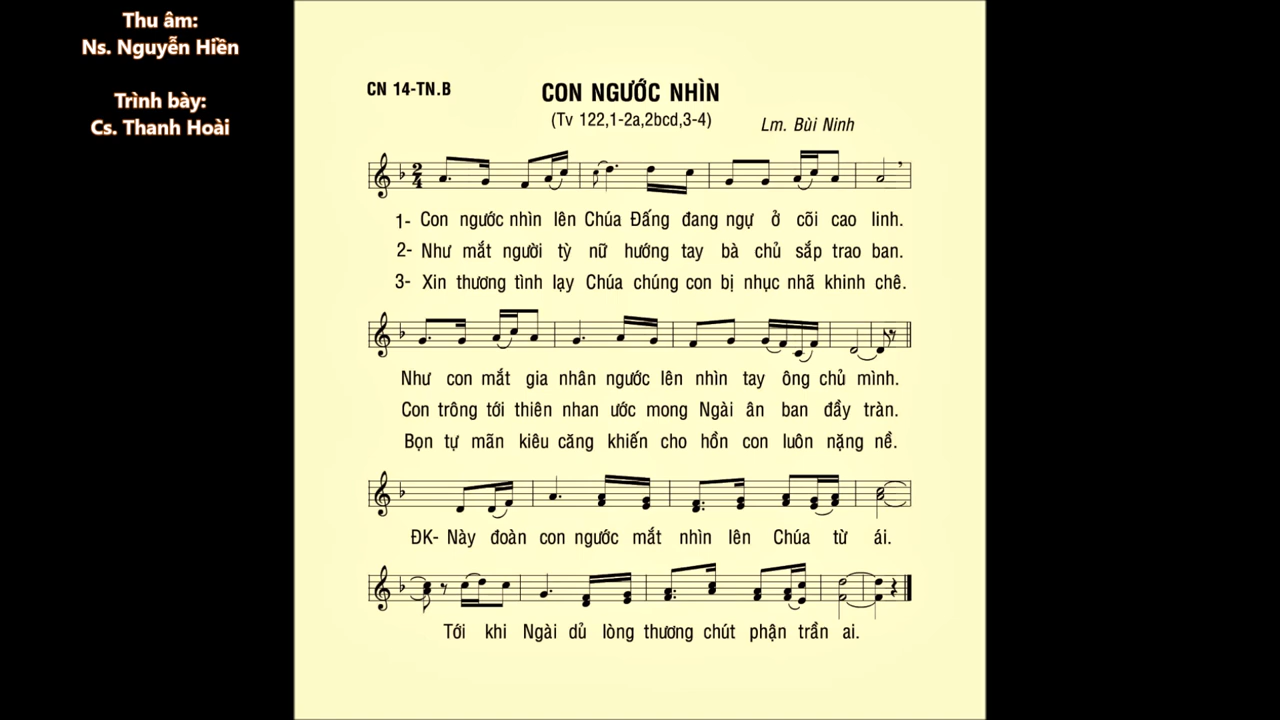 Thu âm:
Ns. Nguyễn Hiền
Trình bày:
Cs. Thanh Hoài
CN 14-TN.B
CON NGƯỚC NHÌN
(Tv 122,1-2a,2bcd,3-4)
Lm. Bùi Ninh
1- Con ngước nhìn lên Chúa Đấng đang ngự ở cõi cao linh.
2- Như mắt người tỳ nữ hướng tay bà chủ sắp trao ban.
3- Xin thương tình lạy Chúa chúng con bị nhục nhã khinh chê.
Như con mắt gia nhân ngước lên nhìn tay ông chủ mình.
Con trông tới thiên nhan ước mong Ngài ân ban đầy tràn.
Bọn tự mãn kiêu căng khiến cho hồn con luôn nặng nề.
ĐK- Này đoàn con ngước mắt nhìn lên Chúa từ ái.
Tới khi Ngài dủ lòng thương chút phận trần ai.